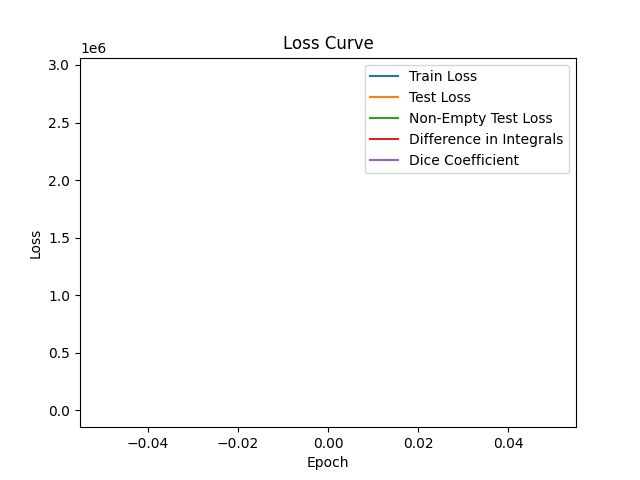 Loss Curve
1e6
3.0
2.5
2.0
1.5
1.0
0.5
0.0
Loss
Train Loss
Test Loss
Non-Empty Test Loss
Difference in Integrals
Dice Coefficient
−0.04 −0.02 0.00 0.02 0.04
Epoch